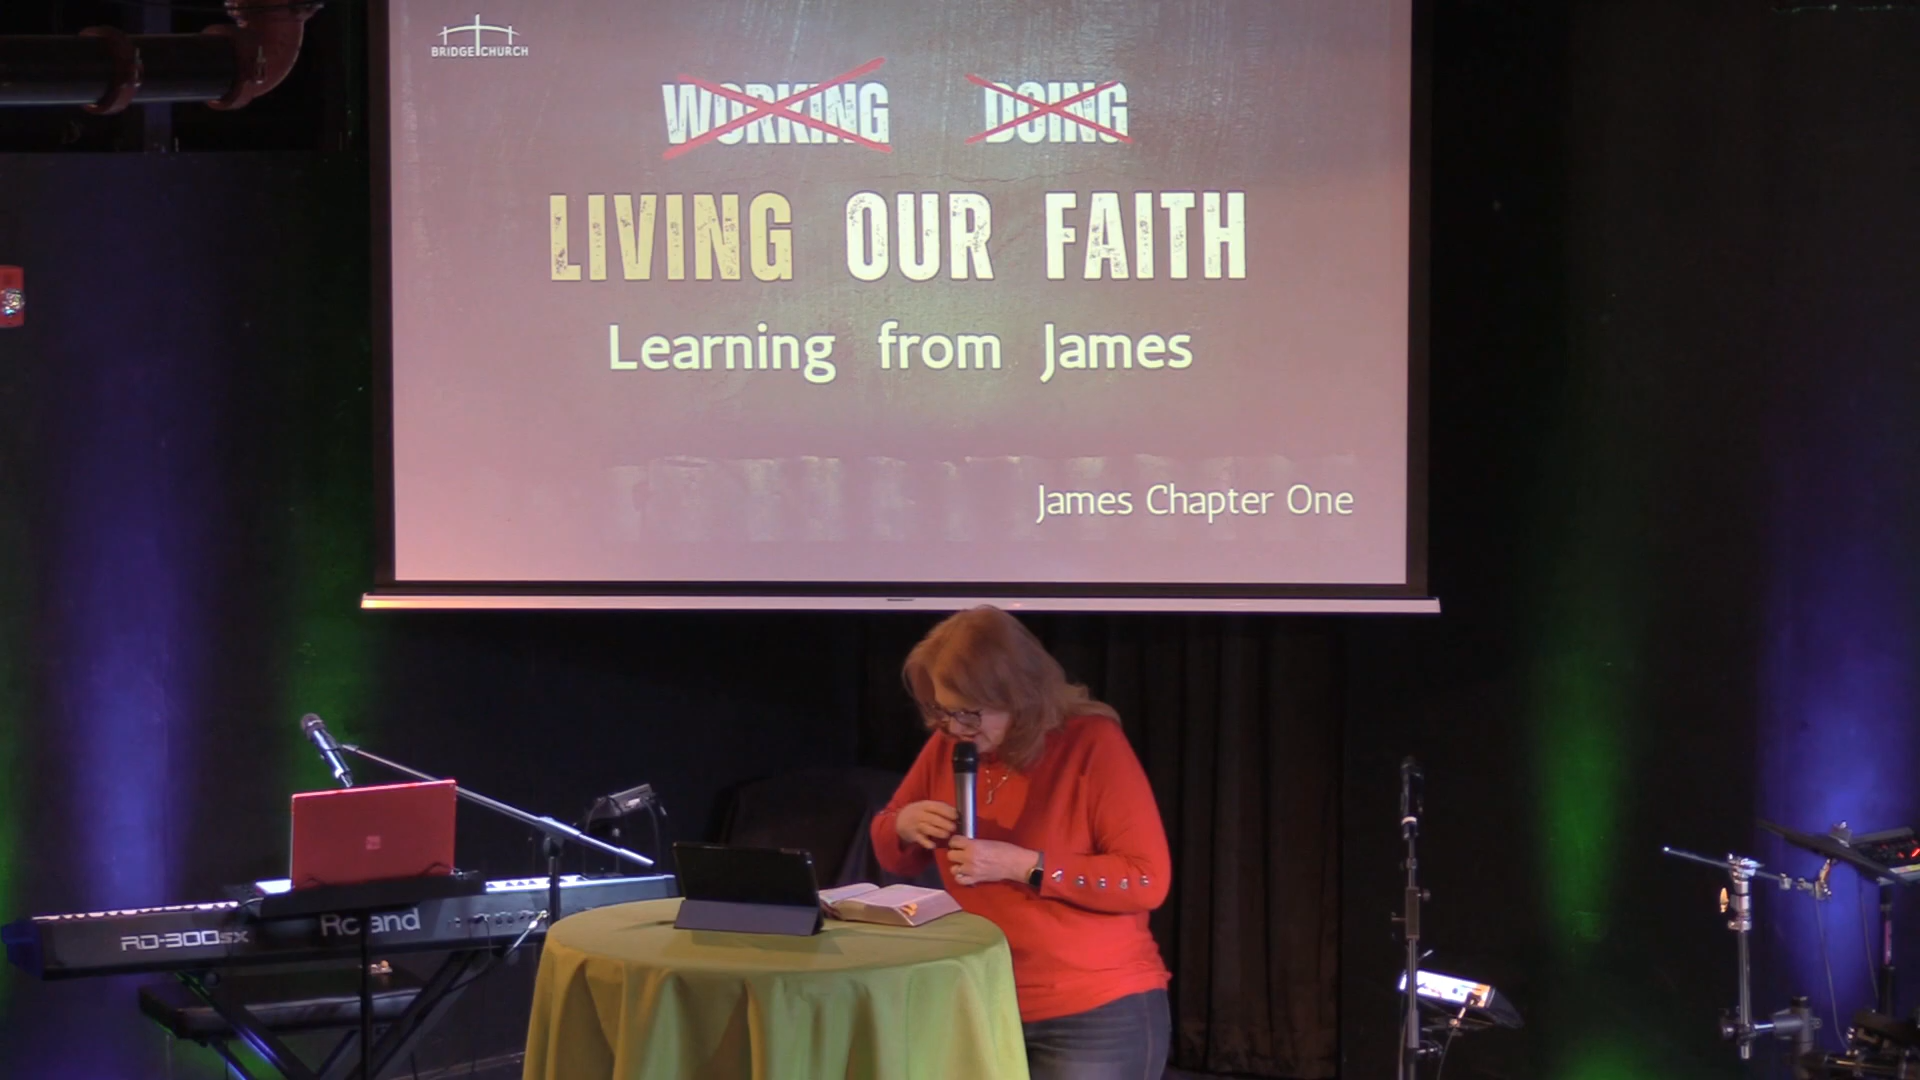 BRIDGE CHURCH
WORKING DOING
LIVING OUR FAITH
Learning from James
James Chapter One
Roland
RD-300SX